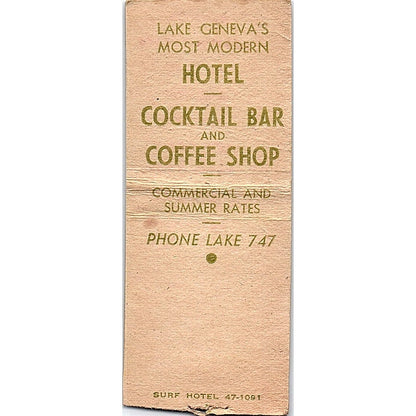 LAKE GENEVA'S
MOST MODERN
HOTEL
COCKTAIL BAR
AND
COFFEE SHOP
COMMERCIAL AND
SUMMER RATES
PHONE LAKE 747
SURF HOTEL 47-1091